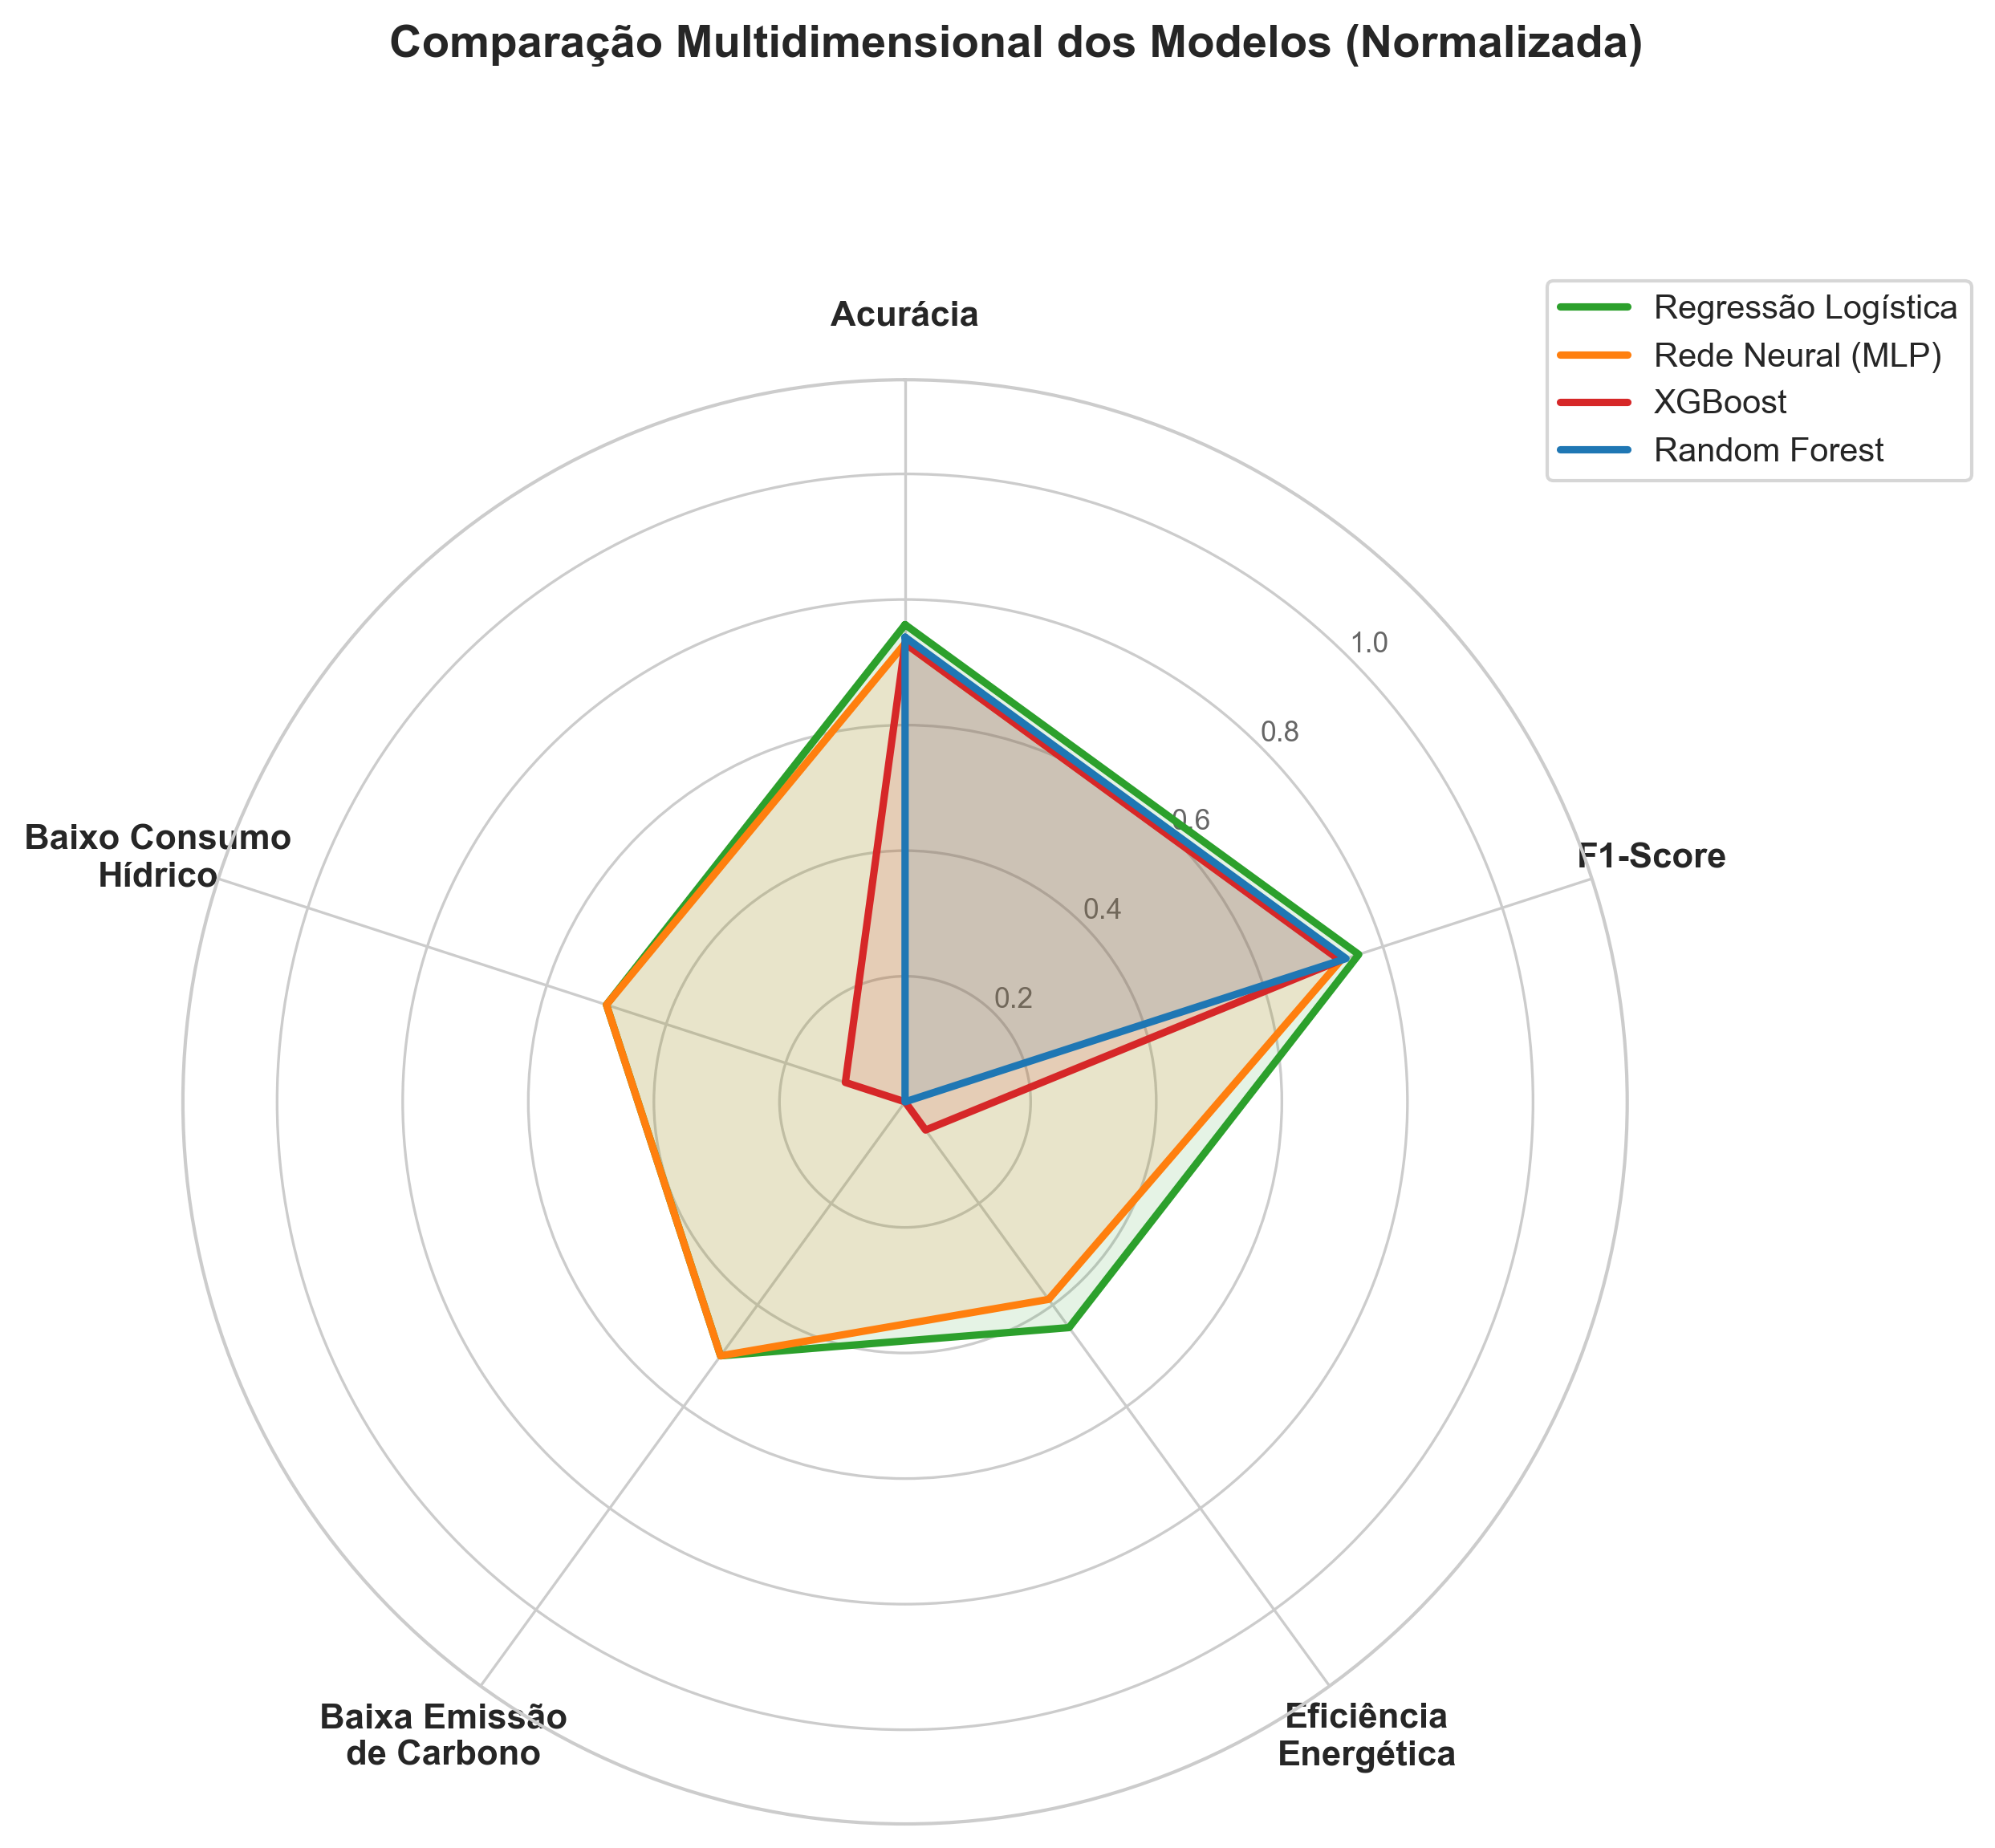 Comparação Multidimensional dos Modelos (Normalizada)
Regressão Logística
Rede Neural (MLP)
XGBoost
Random Forest
Acurácia
1.0
0.8
0.6
0.4
0.2
Baixo Consumo
Hídrico
F1-Score
Baixa Emissão
de Carbono
Eficiência
Energética